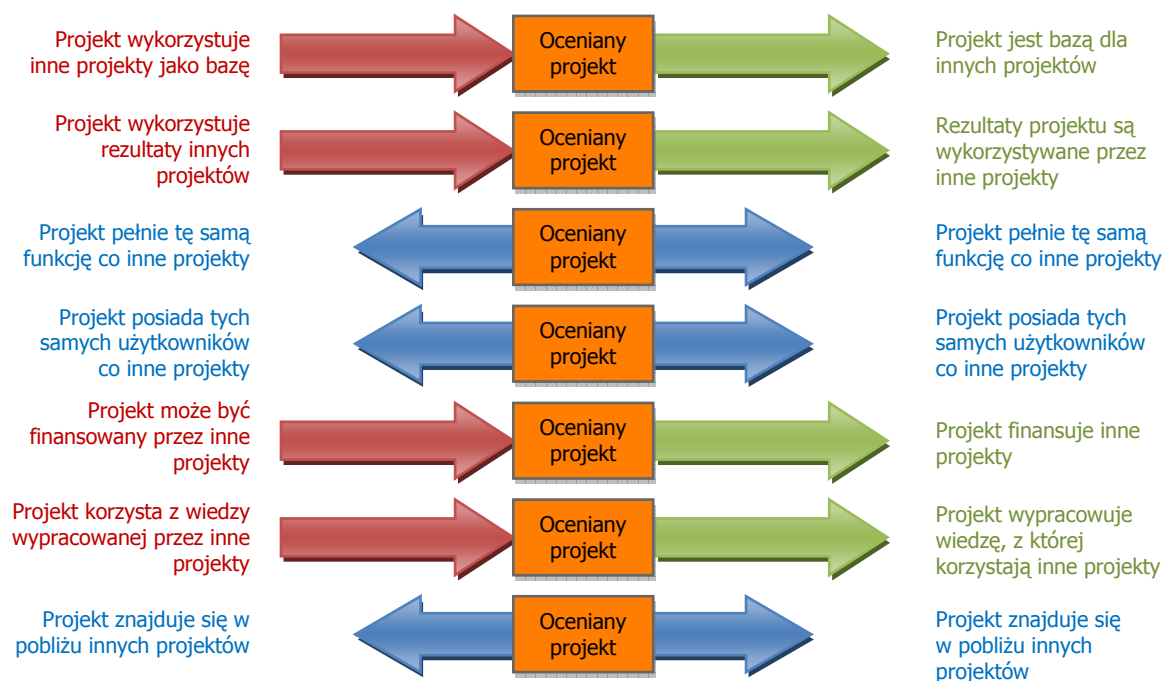 Projekt wykorzystuje
inne projekty jako bazę
Oceniany
projekt
Projekt jest bazą dla
innych projektów
Projekt wykorzystuje
rezultaty innych
projektów
Oceniany
projekt
Rezultaty projektu są
wykorzystywane przez
inne projekty
Projekt pełnie tę samą
funkcję co inne projekty
Oceniany
projekt
Projekt pełnie tę samą
funkcję co inne projekty
Projekt posiada tych
samych użytkowników
co inne projekty
Oceniany
projekt
Projekt posiada tych
samych użytkowników
co inne projekty
Projekt może być
finansowany przez inne
projekty
Oceniany
projekt
Projekt finansuje inne
projekty
Projekt korzysta z wiedzy
wypracowanej przez inne
projekty
Oceniany
projekt
Projekt wypracowuje
wiedzę, z której
korzystają inne projekty
Projekt znajduje się w
pobliżu innych projektów
Oceniany
projekt
Projekt znajduje się
w pobliżu innych
projektów